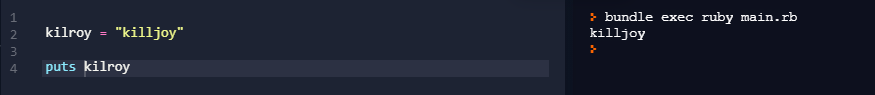 1
2 kilroy = "killjoy"
3
4 puts kilroy
> bundle exec ruby main.rb
killjoy
>